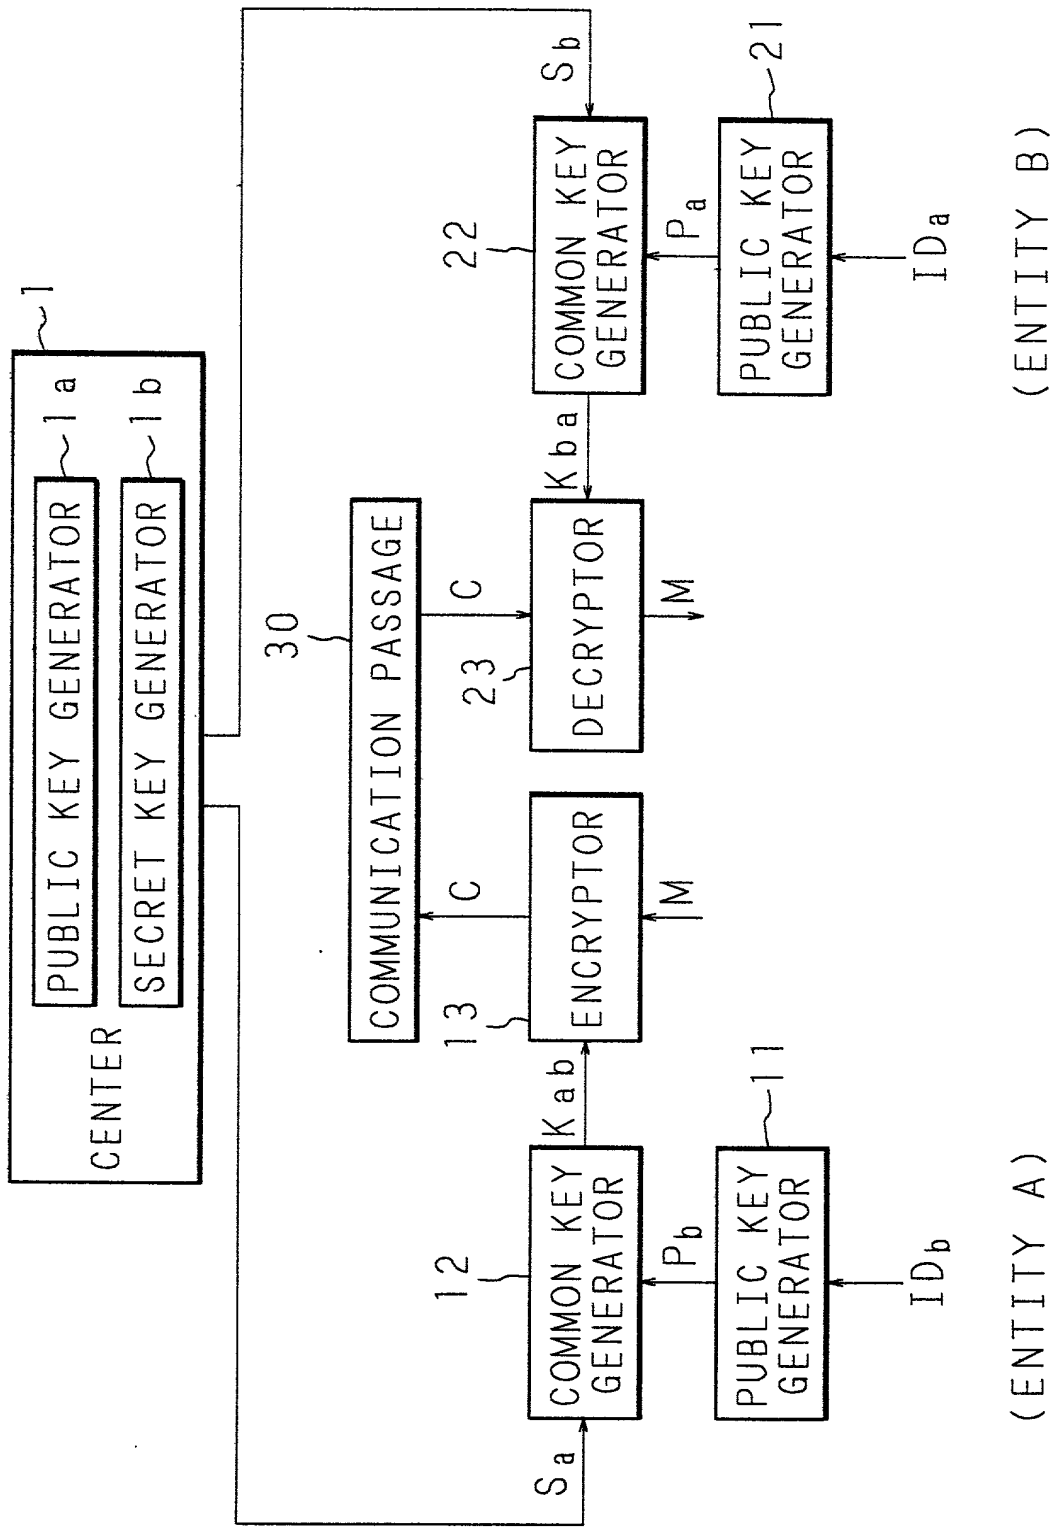 1
PUBLIC KEY GENERATOR
1a
SECRET KEY GENERATOR
1b
CENTER
30
COMMUNICATION PASSAGE
C
C
Sa
12
COMMON KEY
GENERATOR
Kab
13
ENCRYPTOR
23
DECRYPTOR
Kba
22
COMMON KEY
GENERATOR
Sb
Pb
M
M
Pa
PUBLIC KEY
GENERATOR
11
PUBLIC KEY
GENERATOR
21
IDb
IDa
(ENTITY A)
(ENTITY B)